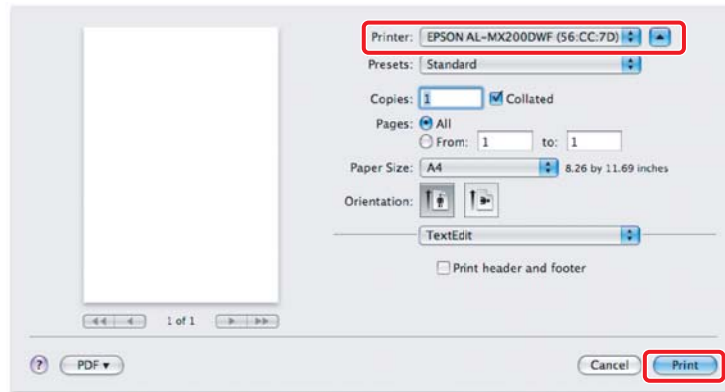 Printer: EPSON AL-MX200DWF (56:CC:7D)
Presets: Standard
Copies: 1 Collated
Pages: All
From: 1 to: 1
Paper Size: A4 8.26 by 11.69 inches
Orientation:
TextEdit
Print header and footer
1 of 1
? PDF ▾ Cancel Print